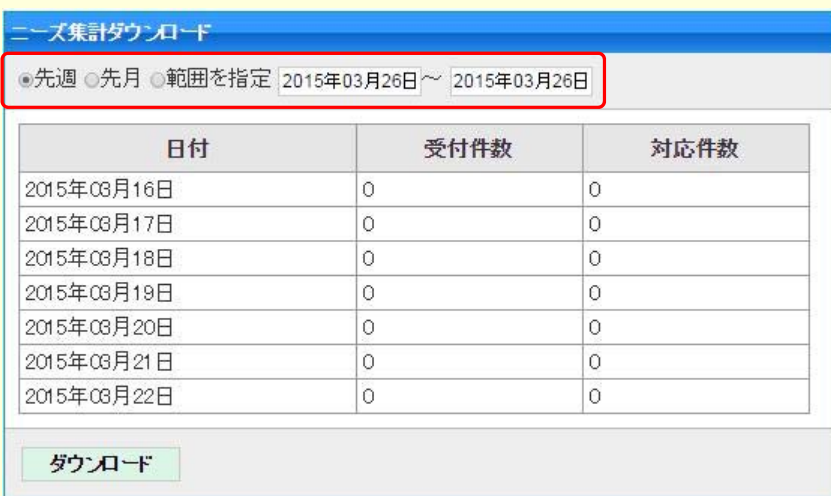 ニーズ集計ダウンロード
先週 先月 範囲を指定 2015年03月26日～ 2015年03月26日
日付 受付件数 対応件数
2015年03月16日 0 0
2015年03月17日 0 0
2015年03月18日 0 0
2015年03月19日 0 0
2015年03月20日 0 0
2015年03月21日 0 0
2015年03月22日 0 0
ダウンロード